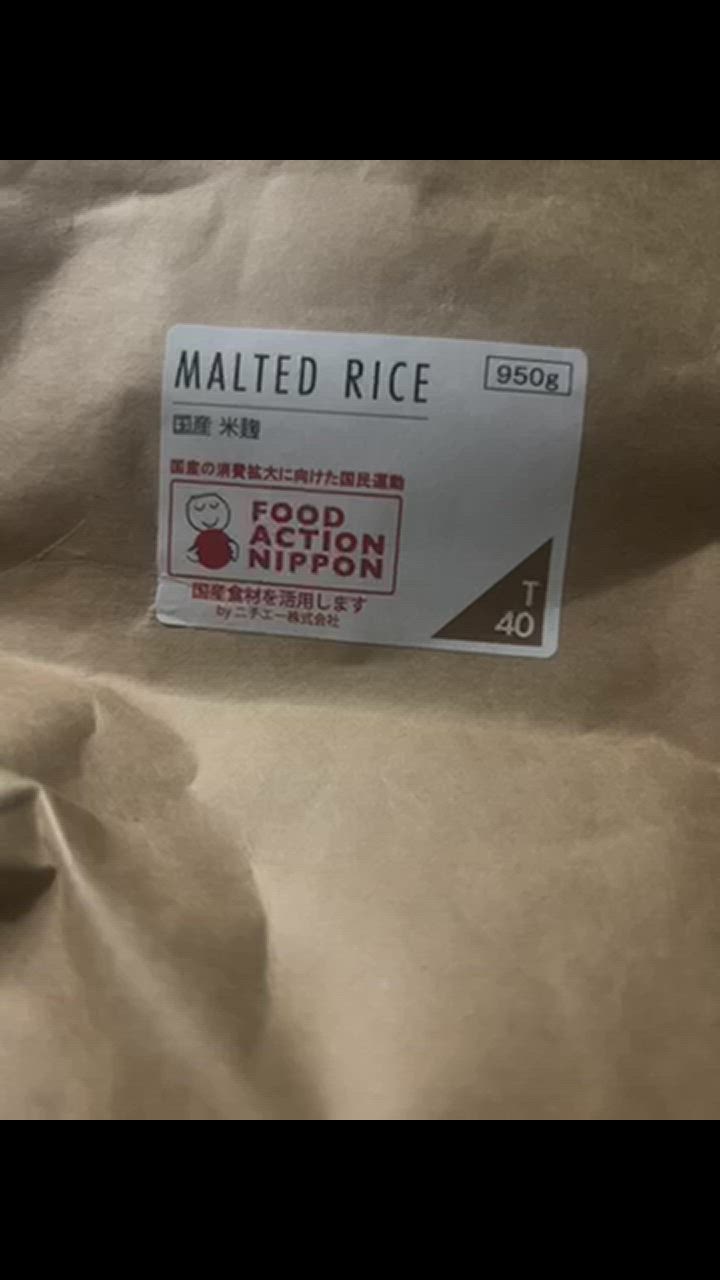 MALTED RICE
950g
国産 米麹
国産の消費拡大に向けた国民運動
FOOD
ACTION
NIPPON
国産食材を活用します
by ニチエー株式会社
T
40